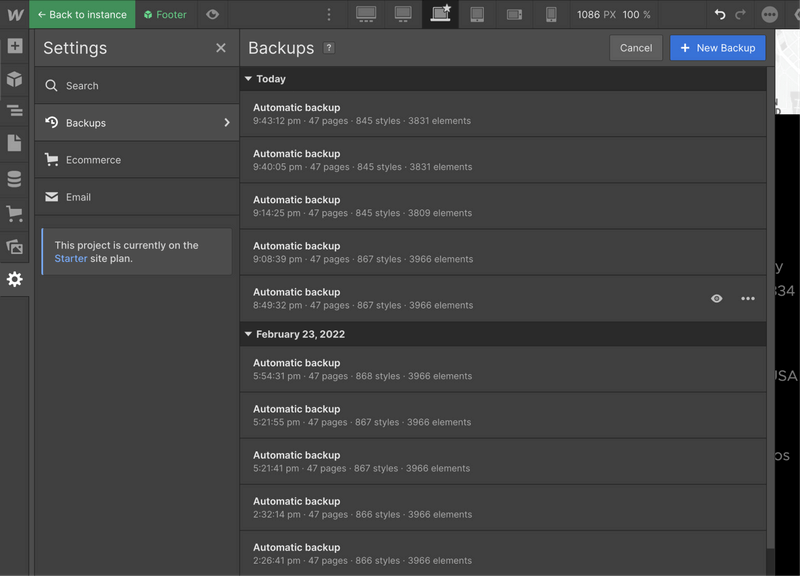 ← Back to instance
Footer
1086 PX 100 %
Settings
Search
Backups
Ecommerce
Email
This project is currently on the
Starter site plan.
Backups ?
Cancel
+ New Backup
Today
Automatic backup
9:43:12 pm · 47 pages · 845 styles · 3831 elements
Automatic backup
9:40:05 pm · 47 pages · 845 styles · 3831 elements
Automatic backup
9:14:25 pm · 47 pages · 845 styles · 3809 elements
Automatic backup
9:08:39 pm · 47 pages · 867 styles · 3966 elements
Automatic backup
8:49:32 pm · 47 pages · 867 styles · 3966 elements
February 23, 2022
Automatic backup
5:54:31 pm · 47 pages · 868 styles · 3966 elements
Automatic backup
5:21:55 pm · 47 pages · 867 styles · 3966 elements
Automatic backup
5:21:41 pm · 47 pages · 867 styles · 3966 elements
Automatic backup
2:32:14 pm · 47 pages · 866 styles · 3966 elements
Automatic backup
2:26:41 pm · 47 pages · 866 styles · 3966 elements
y
334
USA
os